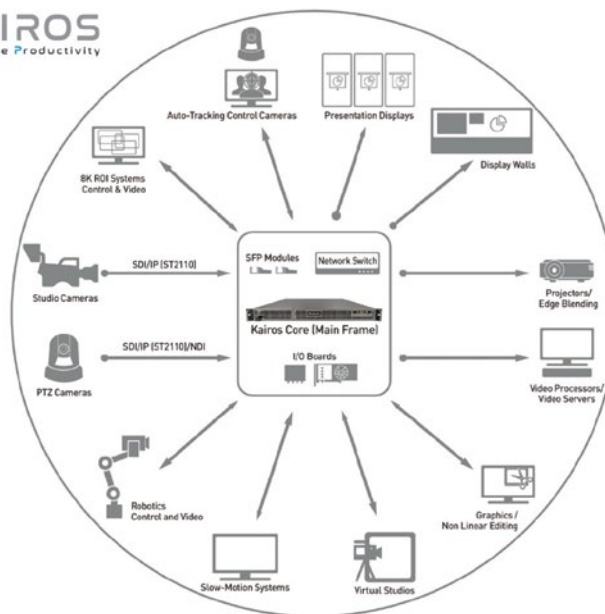 IROS
e Productivity
Auto-Tracking Control Cameras
Presentation Displays
Display Walls
8K ROI Systems
Control & Video
SFP Modules
Network Switch
SDI/IP (ST2110)
Studio Cameras
Kairos Core (Main Frame)
Projectors/
Edge Blending
SDI/IP (ST2110)/NDI
I/O Boards
PTZ Cameras
Video Processors/
Video Servers
Robotics
Control and Video
Graphics /
Non Linear Editing
Slow-Motion Systems
Virtual Studios